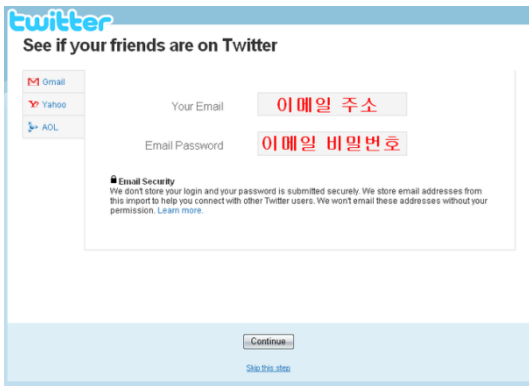 twitter
See if your friends are on Twitter
Gmail
Yahoo
AOL
Your Email 이메일 주소
Email Password 이메일 비밀번호
Email Security
We don't store your login and your password is submitted securely. We store email addresses from
this import to help you connect with other Twitter users. We won't email these addresses without your
permission. Learn more.
Continue
Skip this step